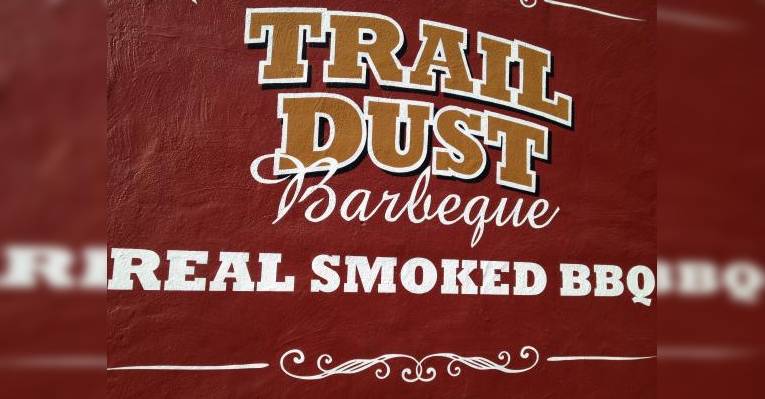 TRAIL
DUST
Barbeque
REAL SMOKED BBQ